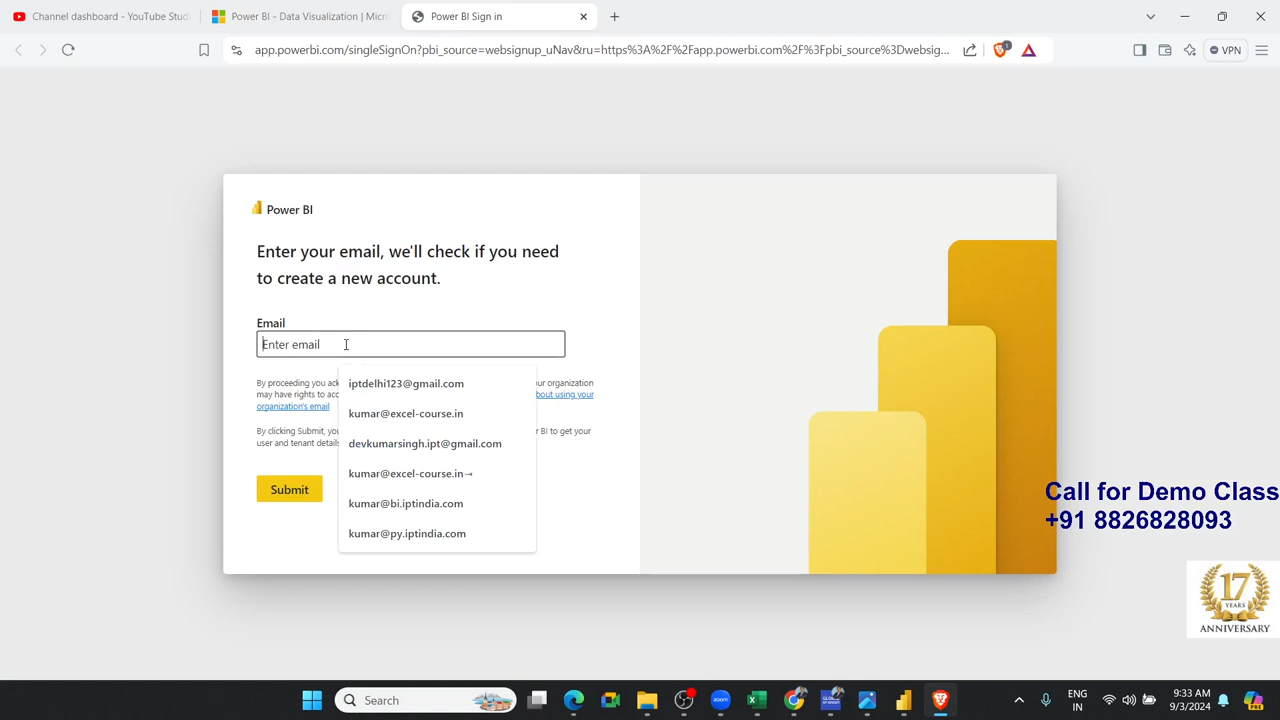 Channel dashboard - YouTube Stud
Power BI - Data Visualization | Micr
Power BI Sign in
app.powerbi.com/singleSignOn?pbi_source=websignup_uNav&ru=https%3A%2F%2Fapp.powerbi.com%2F%3Fpbi_source%3Dwebsig...
1
VPN
Power BI
Enter your email, we'll check if you need
to create a new account.
Email
Enter email
iptdelhi123@gmail.com
kumar@excel-course.in
devkumarsingh.ipt@gmail.com
kumar@excel-course.in→
kumar@bi.iptindia.com
kumar@py.iptindia.com
By proceeding you ack our organization
may have rights to acc bout using your
organization's email
By clicking Submit, you BI to get your
user and tenant details
Submit
Call for Demo Class
+91 8826828093
17
YEARS
ANNIVERSARY
Search
zoom
ENG
IN
9:33 AM
9/3/2024